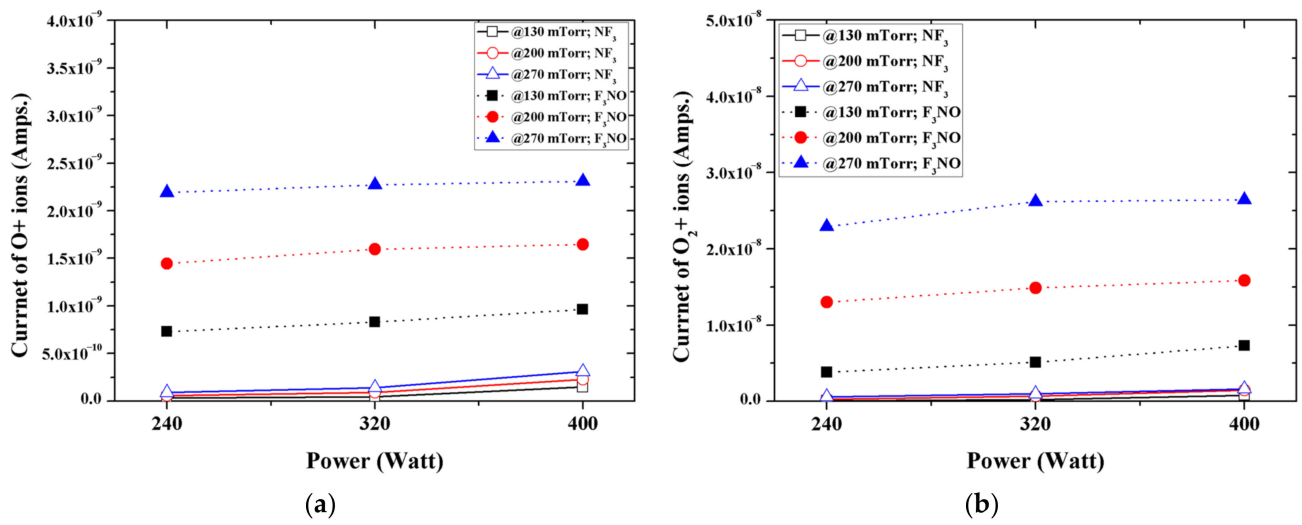 4.0x10⁻⁹
3.5x10⁻⁹
3.0x10⁻⁹
2.5x10⁻⁹
2.0x10⁻⁹
1.5x10⁻⁹
1.0x10⁻⁹
5.0x10⁻¹⁰
0.0
Currnet of O+ ions (Amps.)
@130 mTorr; NF₃
@200 mTorr; NF₃
@270 mTorr; NF₃
@130 mTorr; F₃NO
@200 mTorr; F₃NO
@270 mTorr; F₃NO
240 320 400
Power (Watt)
(a)
5.0x10⁻⁸
4.0x10⁻⁸
3.0x10⁻⁸
2.0x10⁻⁸
1.0x10⁻⁸
0.0
Currnet of O₂+ ions (Amps.)
@130 mTorr; NF₃
@200 mTorr; NF₃
@270 mTorr; NF₃
@130 mTorr; F₃NO
@200 mTorr; F₃NO
@270 mTorr; F₃NO
240 320 400
Power (Watt)
(b)